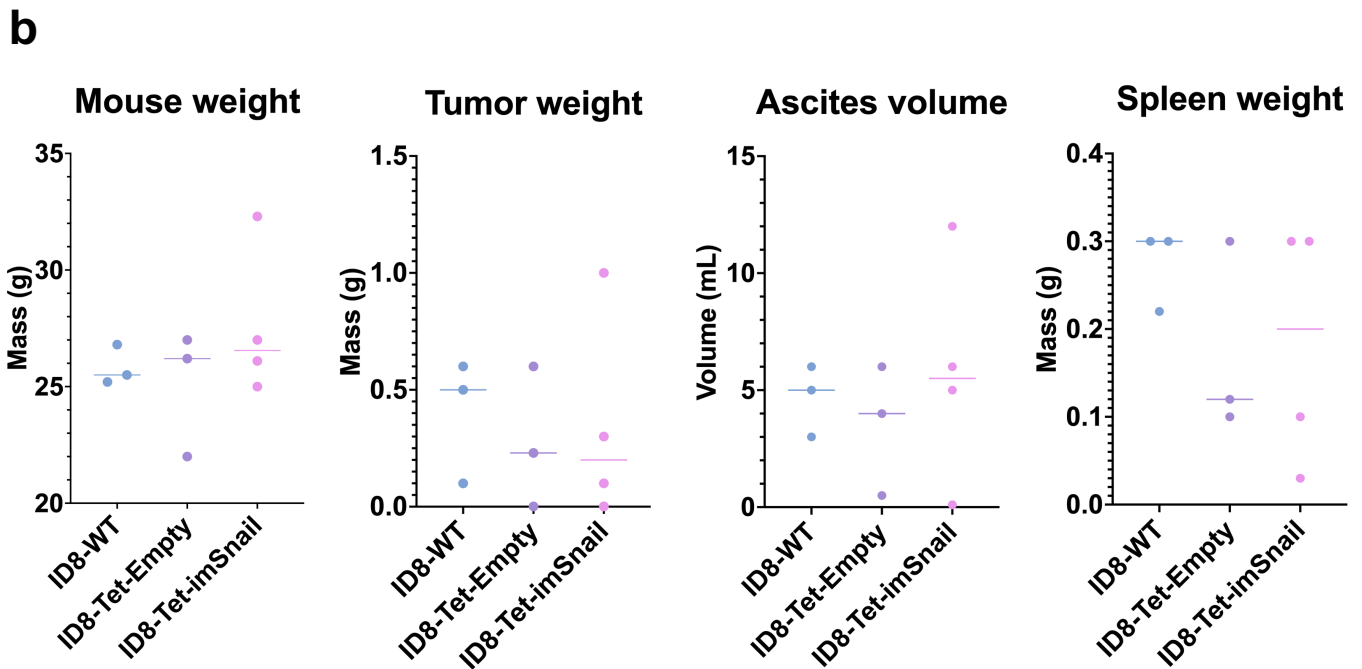 b
Mouse weight
Tumor weight
Ascites volume
Spleen weight
Mass (g)
35
30
25
20
ID8-WT
ID8-Tet-Empty
ID8-Tet-imSnail
Mass (g)
1.5
1.0
0.5
0.0
ID8-WT
ID8-Tet-Empty
ID8-Tet-imSnail
Volume (mL)
15
10
5
0
ID8-WT
ID8-Tet-Empty
ID8-Tet-imSnail
Mass (g)
0.4
0.3
0.2
0.1
0.0
ID8-WT
ID8-Tet-Empty
ID8-Tet-imSnail